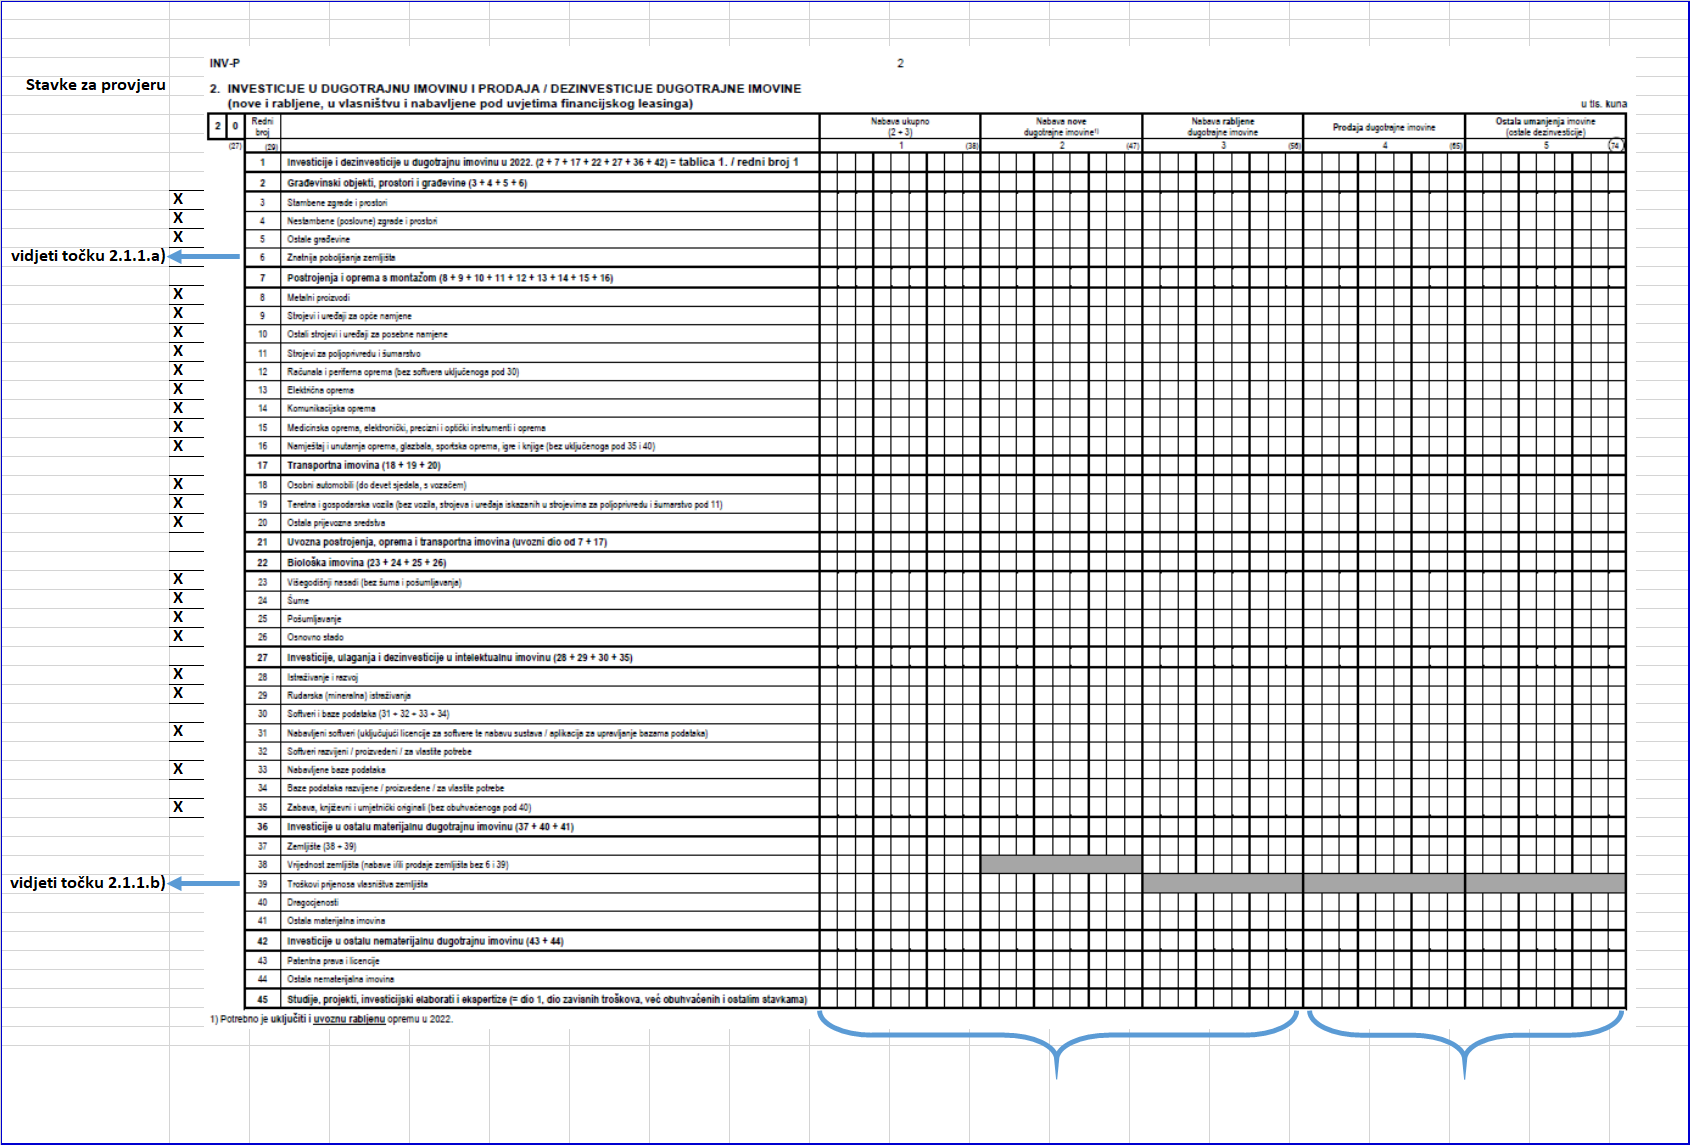 INV-P 2
Stavke za provjeru
2. INVESTICIJE U DUGOTRAJNU IMOVINU I PRODAJA / DEZINVESTICIJE DUGOTRAJNE IMOVINE
(nove i rabljene, u vlasništvu i nabavljene pod uvjetima financijskog leasinga)
u tis. kuna
2 0 Redni broj Nabava ukupno (2 + 3) Nabava nove dugotrajne imovine¹⁾ Nabava rabljene dugotrajne imovine Prodaja dugotrajne imovine Ostala umanjenja imovine (ostale dezinvesticije)
(27) (29) 1 (38) 2 (47) 3 (56) 4 (65) 5 (74)
1 Investicije i dezinvesticije u dugotrajnu imovinu u 2022. (2 + 7 + 17 + 22 + 27 + 36 + 42) = tablica 1. / redni broj 1
2 Građevinski objekti, prostori i građevine (3 + 4 + 5 + 6)
X 3 Stambene zgrade i prostori
X 4 Nestambene (poslovne) zgrade i prostori
X 5 Ostale građevine
vidjeti točku 2.1.1.a) 6 Znatnija poboljšanja zemljišta
7 Postrojenja i oprema s montažom (8 + 9 + 10 + 11 + 12 + 13 + 14 + 15 + 16)
X 8 Metalni proizvodi
X 9 Strojevi i uređaji za opće namjene
X 10 Ostali strojevi i uređaji za posebne namjene
X 11 Strojevi za poljoprivredu i šumarstvo
X 12 Računala i periferna oprema (bez softvera uključenoga pod 30)
X 13 Električna oprema
X 14 Komunikacijska oprema
X 15 Medicinska oprema, elektronički, precizni i optički instrumenti i oprema
X 16 Namještaj i unutarnja oprema, glazbala, sportska oprema, igre i knjige (bez uključenoga pod 35 i 40)
17 Transportna imovina (18 + 19 + 20)
X 18 Osobni automobili (do devet sjedala, s vozačem)
X 19 Teretna i gospodarska vozila (bez vozila, strojeva i uređaja iskazanih u strojevima za poljoprivredu i šumarstvo pod 11)
X 20 Ostala prijevozna sredstva
21 Uvozna postrojenja, oprema i transportna imovina (uvozni dio od 7 + 17)
22 Biološka imovina (23 + 24 + 25 + 26)
X 23 Višegodišnji nasadi (bez šuma i pošumljavanja)
X 24 Šume
X 25 Pošumljavanje
X 26 Osnovno stado
27 Investicije, ulaganja i dezinvesticije u intelektualnu imovinu (28 + 29 + 30 + 35)
X 28 Istraživanje i razvoj
X 29 Rudarska (mineralna) istraživanja
30 Softveri i baze podataka (31 + 32 + 33 + 34)
X 31 Nabavljeni softveri (uključujući licencije za softvere te nabavu sustava / aplikacija za upravljanje bazama podataka)
32 Softveri razvijeni / proizvedeni / za vlastite potrebe
X 33 Nabavljene baze podataka
34 Baze podataka razvijene / proizvedene / za vlastite potrebe
X 35 Zabava, književni i umjetnički originali (bez obuhvaćenoga pod 40)
36 Investicije u ostalu materijalnu dugotrajnu imovinu (37 + 40 + 41)
37 Zemljište (38 + 39)
38 Vrijednost zemljišta (nabave i/ili prodaje zemljišta bez 6 i 39)
vidjeti točku 2.1.1.b) 39 Troškovi prijenosa vlasništva zemljišta
40 Dragocjenosti
41 Ostala materijalna imovina
42 Investicije u ostalu nematerijalnu dugotrajnu imovinu (43 + 44)
43 Patentna prava i licencije
44 Ostala nematerijalna imovina
45 Studije, projekti, investicijski elaborati i ekspertize (= dio 1, dio zavisnih troškova, već obuhvaćenih i ostalim stavkama)
1) Potrebno je uključiti i uvoznu rabljenu opremu u 2022.